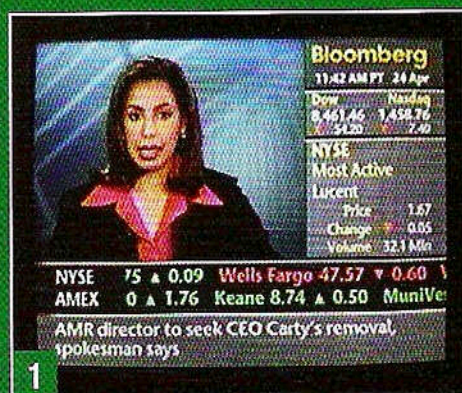 Bloomberg
11:42 AM PT 24 Apr
Dow Nasdaq
8,461.46 1,458.76
54.20 7.40
NYSE
Most Active
Lucent
Price 1.67
Change ▼ 0.05
Volume 32.1 Mln
NYSE 75 ▲ 0.09 Wells Fargo 47.57 ▼ 0.60
AMEX 0 ▲ 1.76 Keane 8.74 ▲ 0.50 MuniVe
AMR director to seek CEO Carty's removal,
spokesman says
1